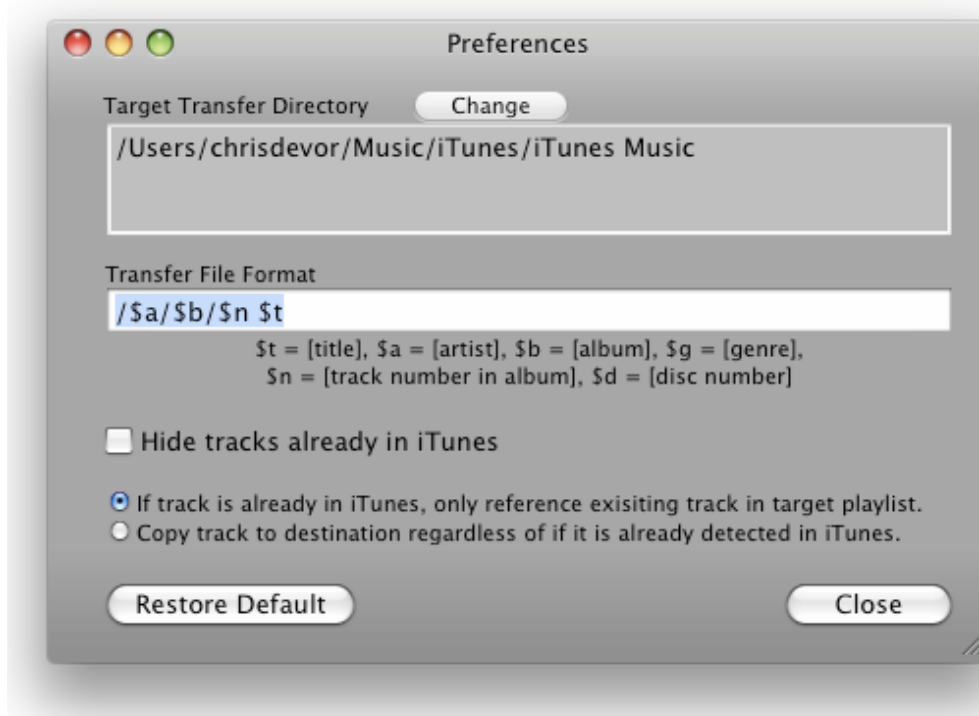 Preferences
Target Transfer Directory Change
/Users/chrisdevor/Music/iTunes/iTunes Music
Transfer File Format
/$a/$b/$n $t
$t = [title], $a = [artist], $b = [album], $g = [genre],
$n = [track number in album], $d = [disc number]
Hide tracks already in iTunes
If track is already in iTunes, only reference exisiting track in target playlist.
Copy track to destination regardless of if it is already detected in iTunes.
Restore Default Close